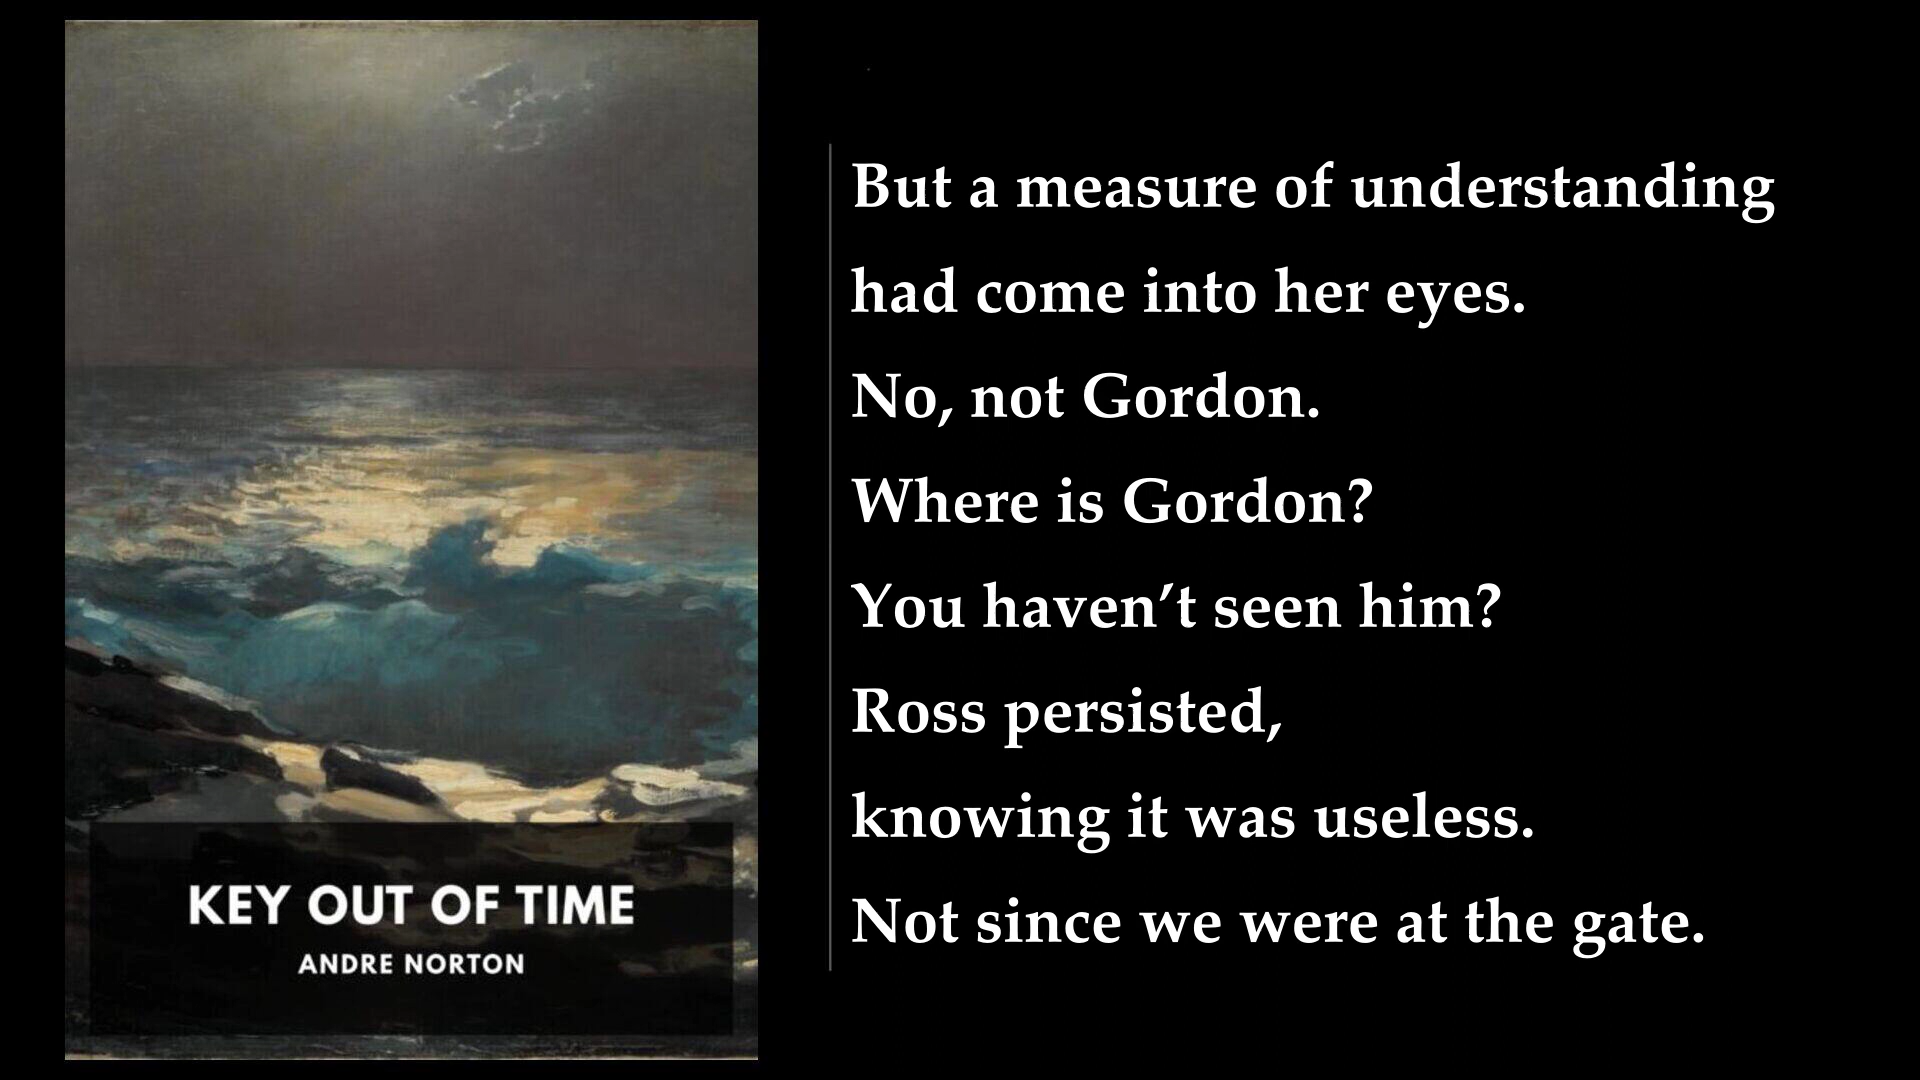 KEY OUT OF TIME
ANDRE NORTON
But a measure of understanding
had come into her eyes.
No, not Gordon.
Where is Gordon?
You haven’t seen him?
Ross persisted,
knowing it was useless.
Not since we were at the gate.